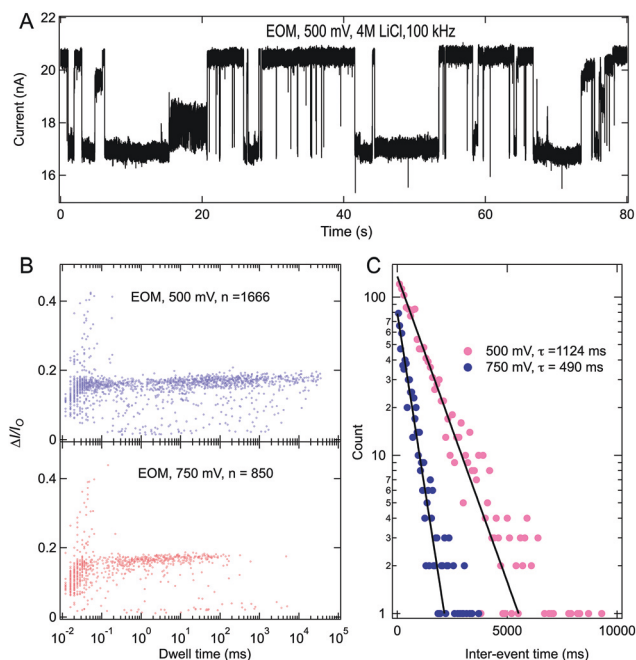 A
EOM, 500 mV, 4M LiCl,100 kHz
Current (nA)
22
20
18
16
0
20
40
60
80
Time (s)
B
EOM, 500 mV, n =1666
0.4
0.2
0
EOM, 750 mV, n = 850
0.4
0.2
0
ΔI/IO
10-2 10-1 100 101 102 103 104 105
Dwell time (ms)
C
500 mV, τ =1124 ms
750 mV, τ = 490 ms
Count
100
8
7
6
5
4
3
2
10
8
7
6
5
4
3
2
1
0 5000 10000
Inter-event time (ms)